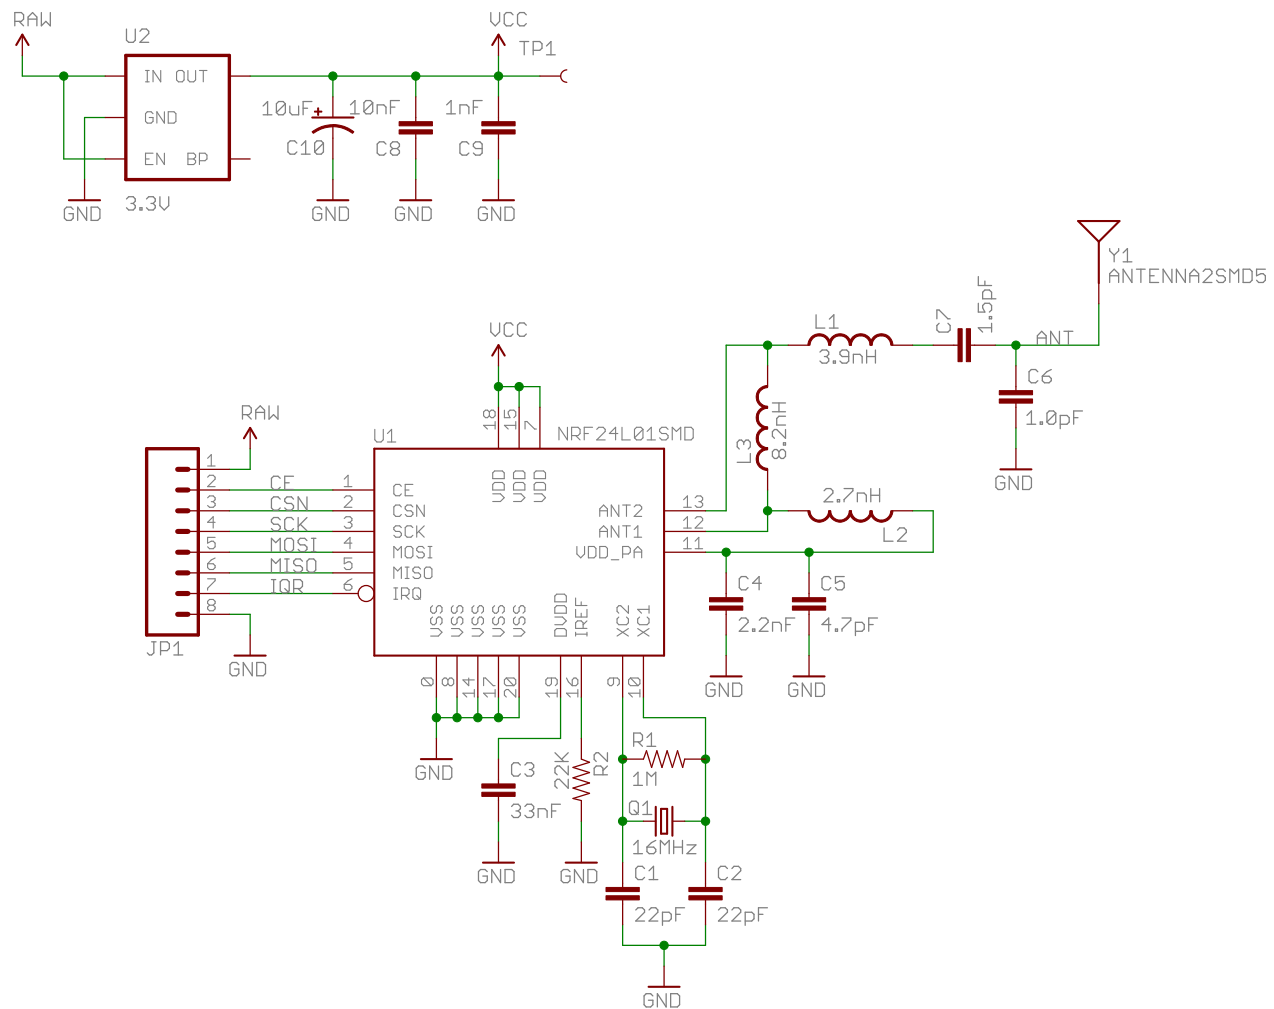 RAW
VCC
U2
TP1
IN OUT
10uF
+
10nF
1nF
GND
C10
C8
C9
EN BP
3.3V
GND
GND
GND
GND
Y1
ANTENNA2SMD5
VCC
L1
3.9nH
C7
1.5pF
ANT
C6
1.0pF
GND
RAW
U1
NRF24L01SMD
18
15
7
VDD
VDD
VDD
L3
8.2nH
2.7nH
L2
1
2 CE 1 CE
3 CSN 2 CSN
4 SCK 3 SCK
5 MOSI 4 MOSI
6 MISO 5 MISO
7 IQR 6 IRQ
8
JP1
GND
ANT2 13
ANT1 12
VDD_PA 11
C4
2.2nF
GND
C5
4.7pF
GND
VSS
VSS
VSS
VSS
VSS
DVDD
IREF
XC2
XC1
0
8
14
17
20
19
16
9
10
GND
C3
33nF
GND
22K
R2
GND
R1
1M
Q1
16MHz
C1
22pF
C2
22pF
GND